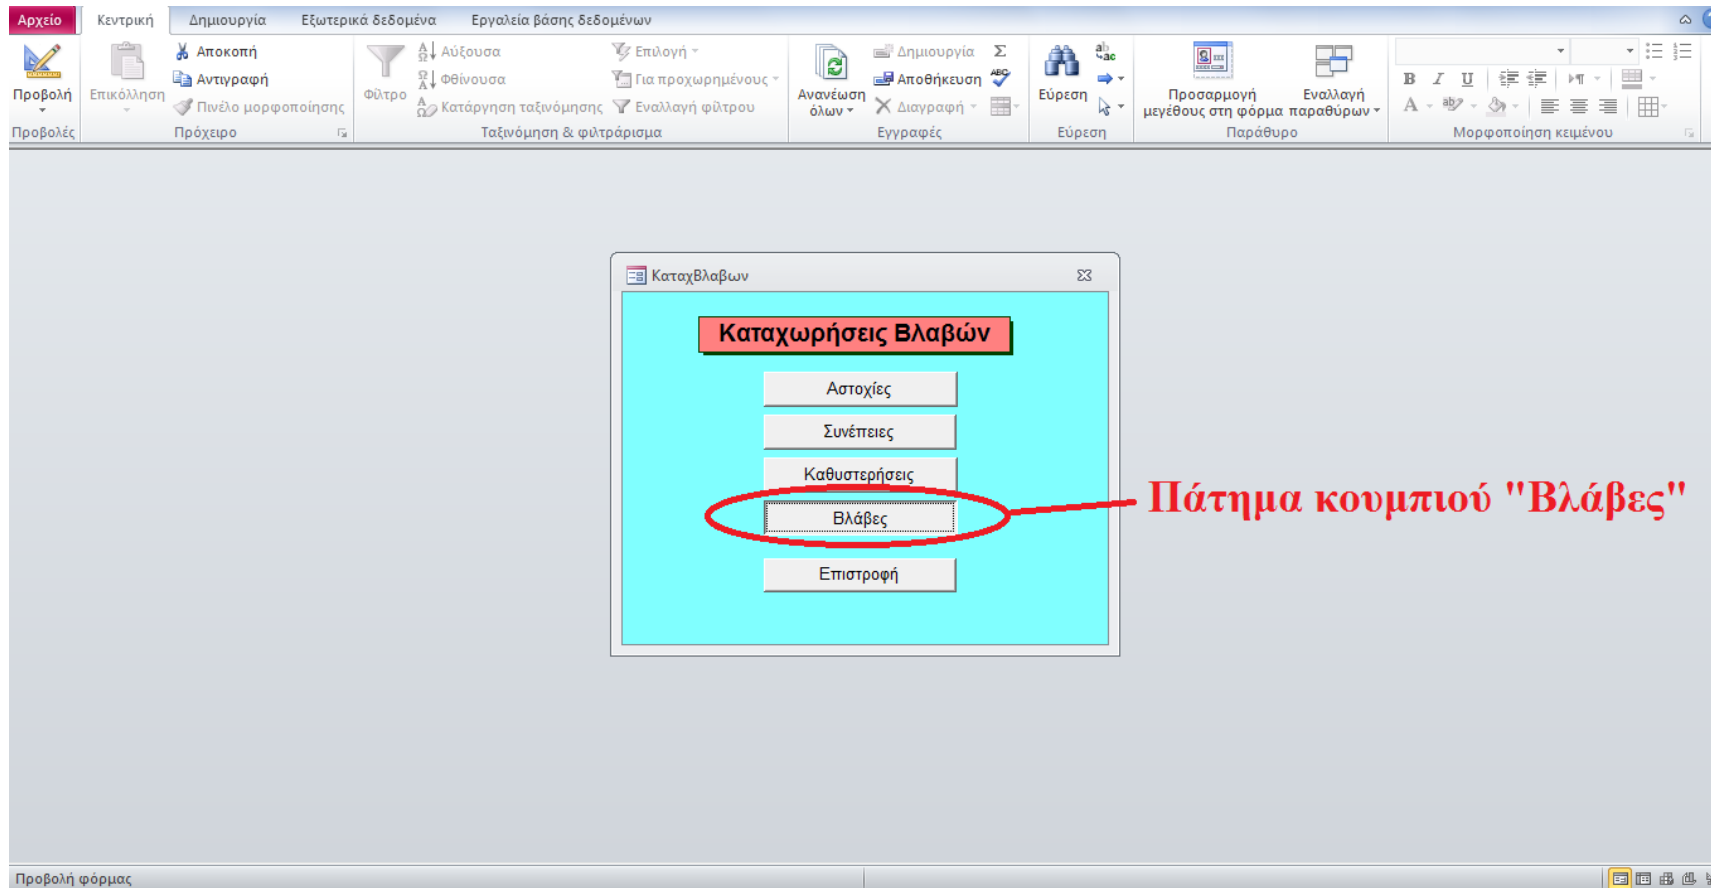 Αρχείο Κεντρική Δημιουργία Εξωτερικά δεδομένα Εργαλεία βάσης δεδομένων
Προβολή
Προβολές
Επικόλληση
Αποκοπή
Αντιγραφή
Πινέλο μορφοποίησης
Πρόχειρο
Φίλτρο
Αύξουσα
Φθίνουσα
Κατάργηση ταξινόμησης
Επιλογή
Για προχωρημένους
Εναλλαγή φίλτρου
Ταξινόμηση & φιλτράρισμα
Ανανέωση
όλων
Δημιουργία
Αποθήκευση
Διαγραφή
Εγγραφές
Εύρεση
Εύρεση
Προσαρμογή
μεγέθους στη φόρμα
Εναλλαγή
παραθύρων
Παράθυρο
Μορφοποίηση κειμένου
ΚαταχΒλαβων
Καταχωρήσεις Βλαβών
Αστοχίες
Συνέπειες
Καθυστερήσεις
Βλάβες
Επιστροφή
Πάτημα κουμπιού "Βλάβες"
Προβολή φόρμας